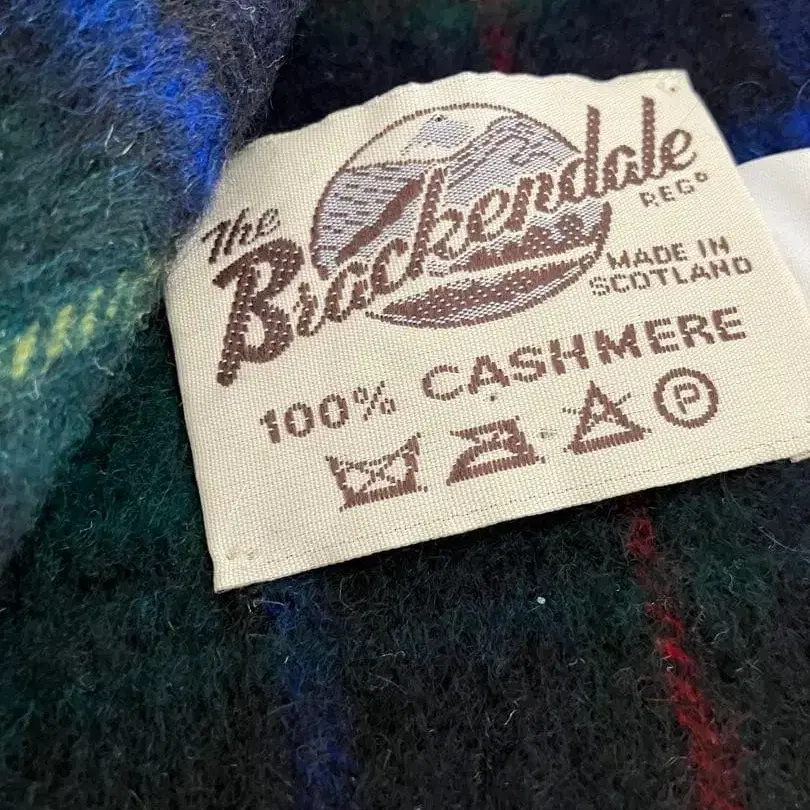 The
Brackendale
REG°
MADE IN
SCOTLAND
100% CASHMERE
P